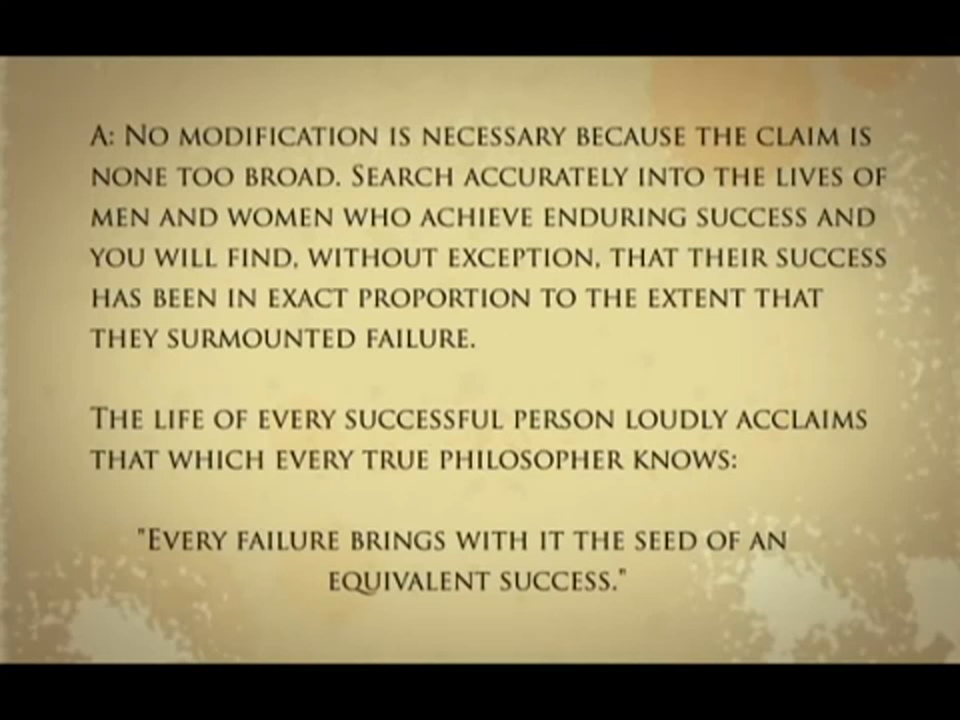 A: No modification is necessary because the claim is
none too broad. Search accurately into the lives of
men and women who achieve enduring success and
you will find, without exception, that their success
has been in exact proportion to the extent that
they surmounted failure.
The life of every successful person loudly acclaims
that which every true philosopher knows:
"Every failure brings with it the seed of an
equivalent success."